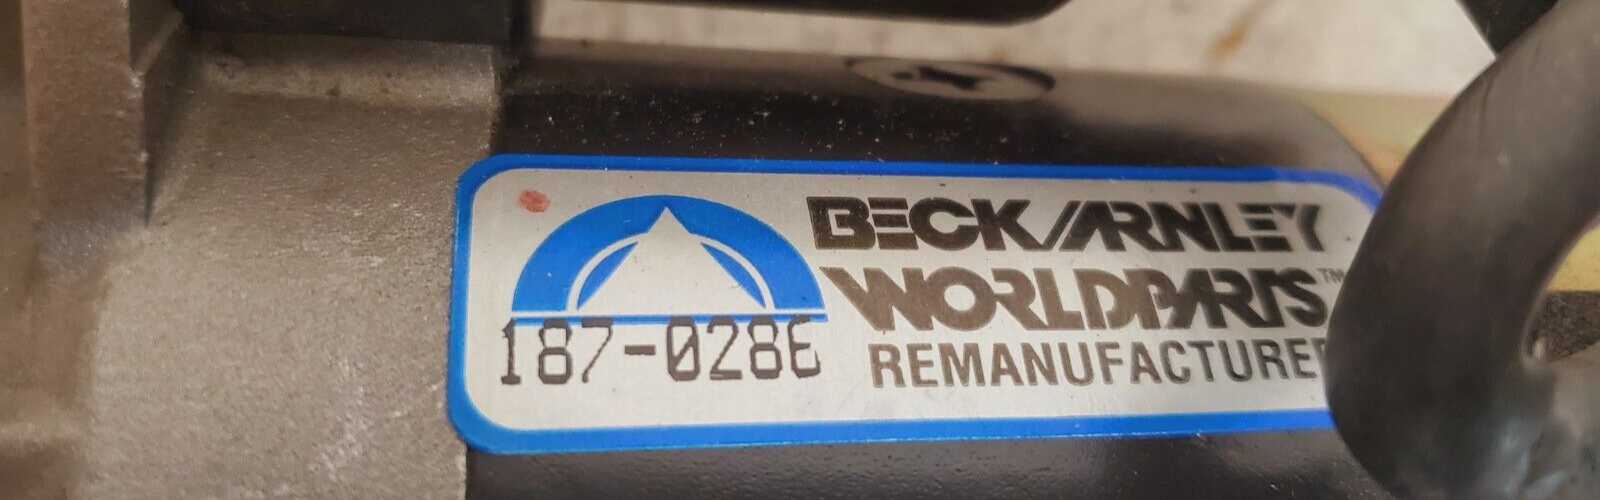 BECK/ARNLEY
WORLDPARTS™
REMANUFACTURED
187-0286